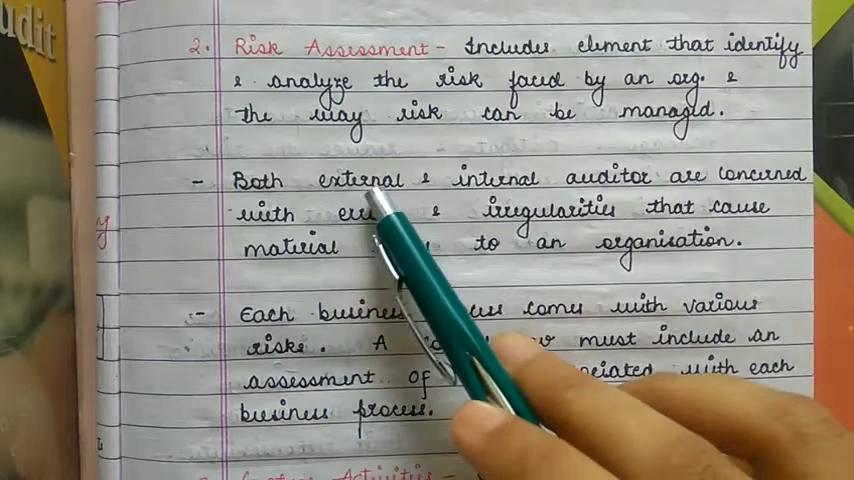 udit
2. Risk Assessment - Includes element that identify
& analyze the risk faced by an org. &
the way risk can be managed.
- Both external & internal auditor are concerned
with & irregularities that cause
material to an organisation.
- Each business comes with various
risks. A must include an
assessment of with each
business process.
Activities -